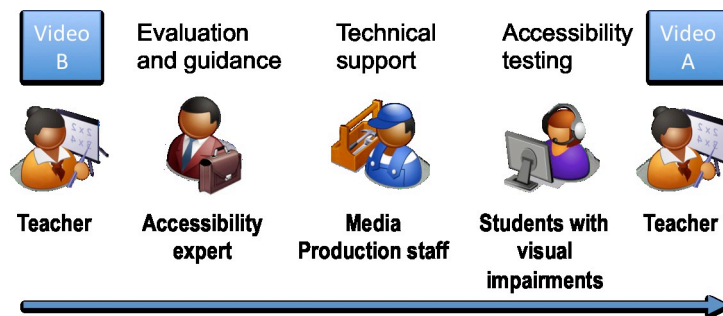 Video
B
Evaluation
and guidance
Technical
support
Accessibility
testing
Video
A
Teacher
Accessibility
expert
Media
Production staff
Students with
visual
impairments
Teacher